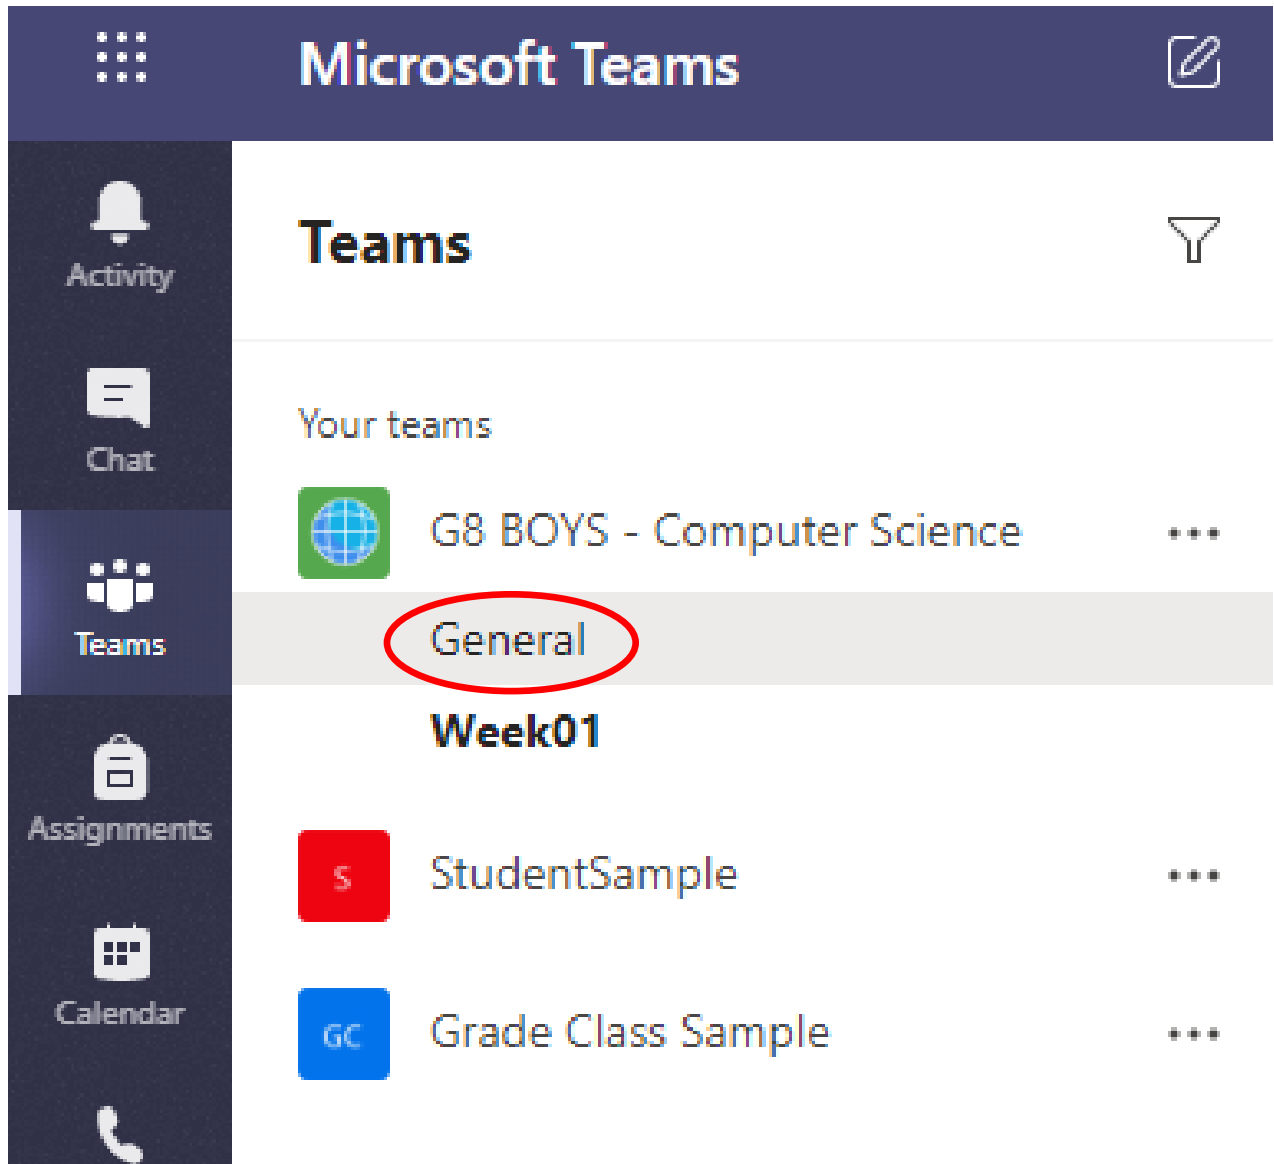 Microsoft Teams
Activity
Chat
Teams
Assignments
Calendar
Teams
Your teams
G8 BOYS - Computer Science
General
Week01
S
StudentSample
GC
Grade Class Sample